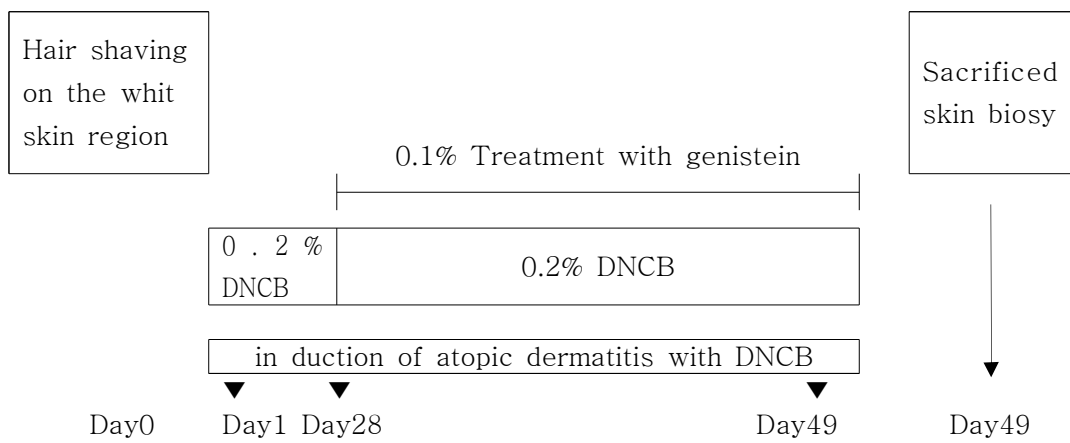 Hair shaving
on the whit
skin region
Sacrificed
skin biosy
0.1% Treatment with genistein
0 . 2 %
DNCB
0.2% DNCB
in duction of atopic dermatitis with DNCB
Day0 Day1 Day28 Day49 Day49